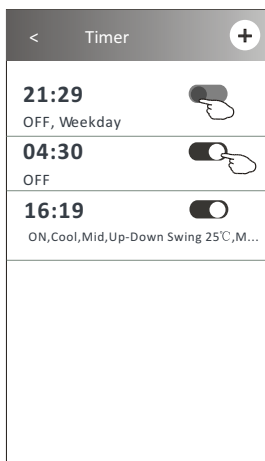 < Timer +
21:29
OFF, Weekday
04:30
OFF
16:19
ON,Cool,Mid,Up-Down Swing 25℃,M...